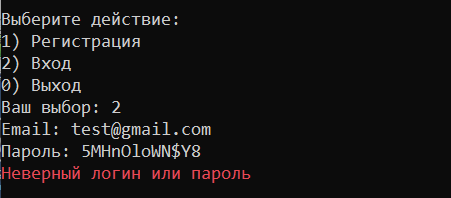 Выберите действие:
1) Регистрация
2) Вход
0) Выход
Ваш выбор: 2
Email: test@gmail.com
Пароль: 5MHnOloWN$Y8
Неверный логин или пароль